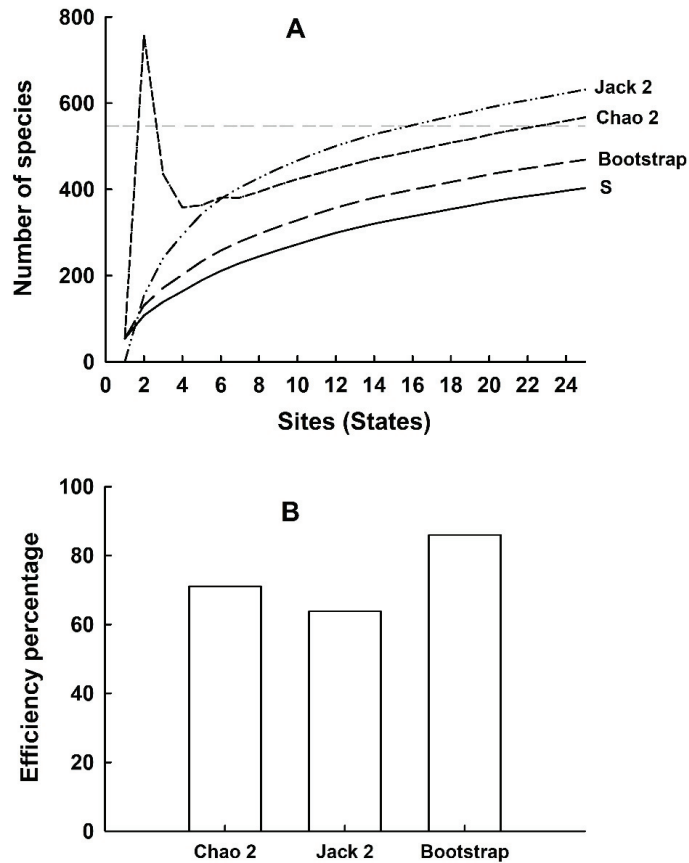 A
800
600
400
200
0
Number of species
Jack 2
Chao 2
Bootstrap
S
0 2 4 6 8 10 12 14 16 18 20 22 24
Sites (States)
B
100
80
60
40
20
0
Efficiency percentage
Chao 2 Jack 2 Bootstrap